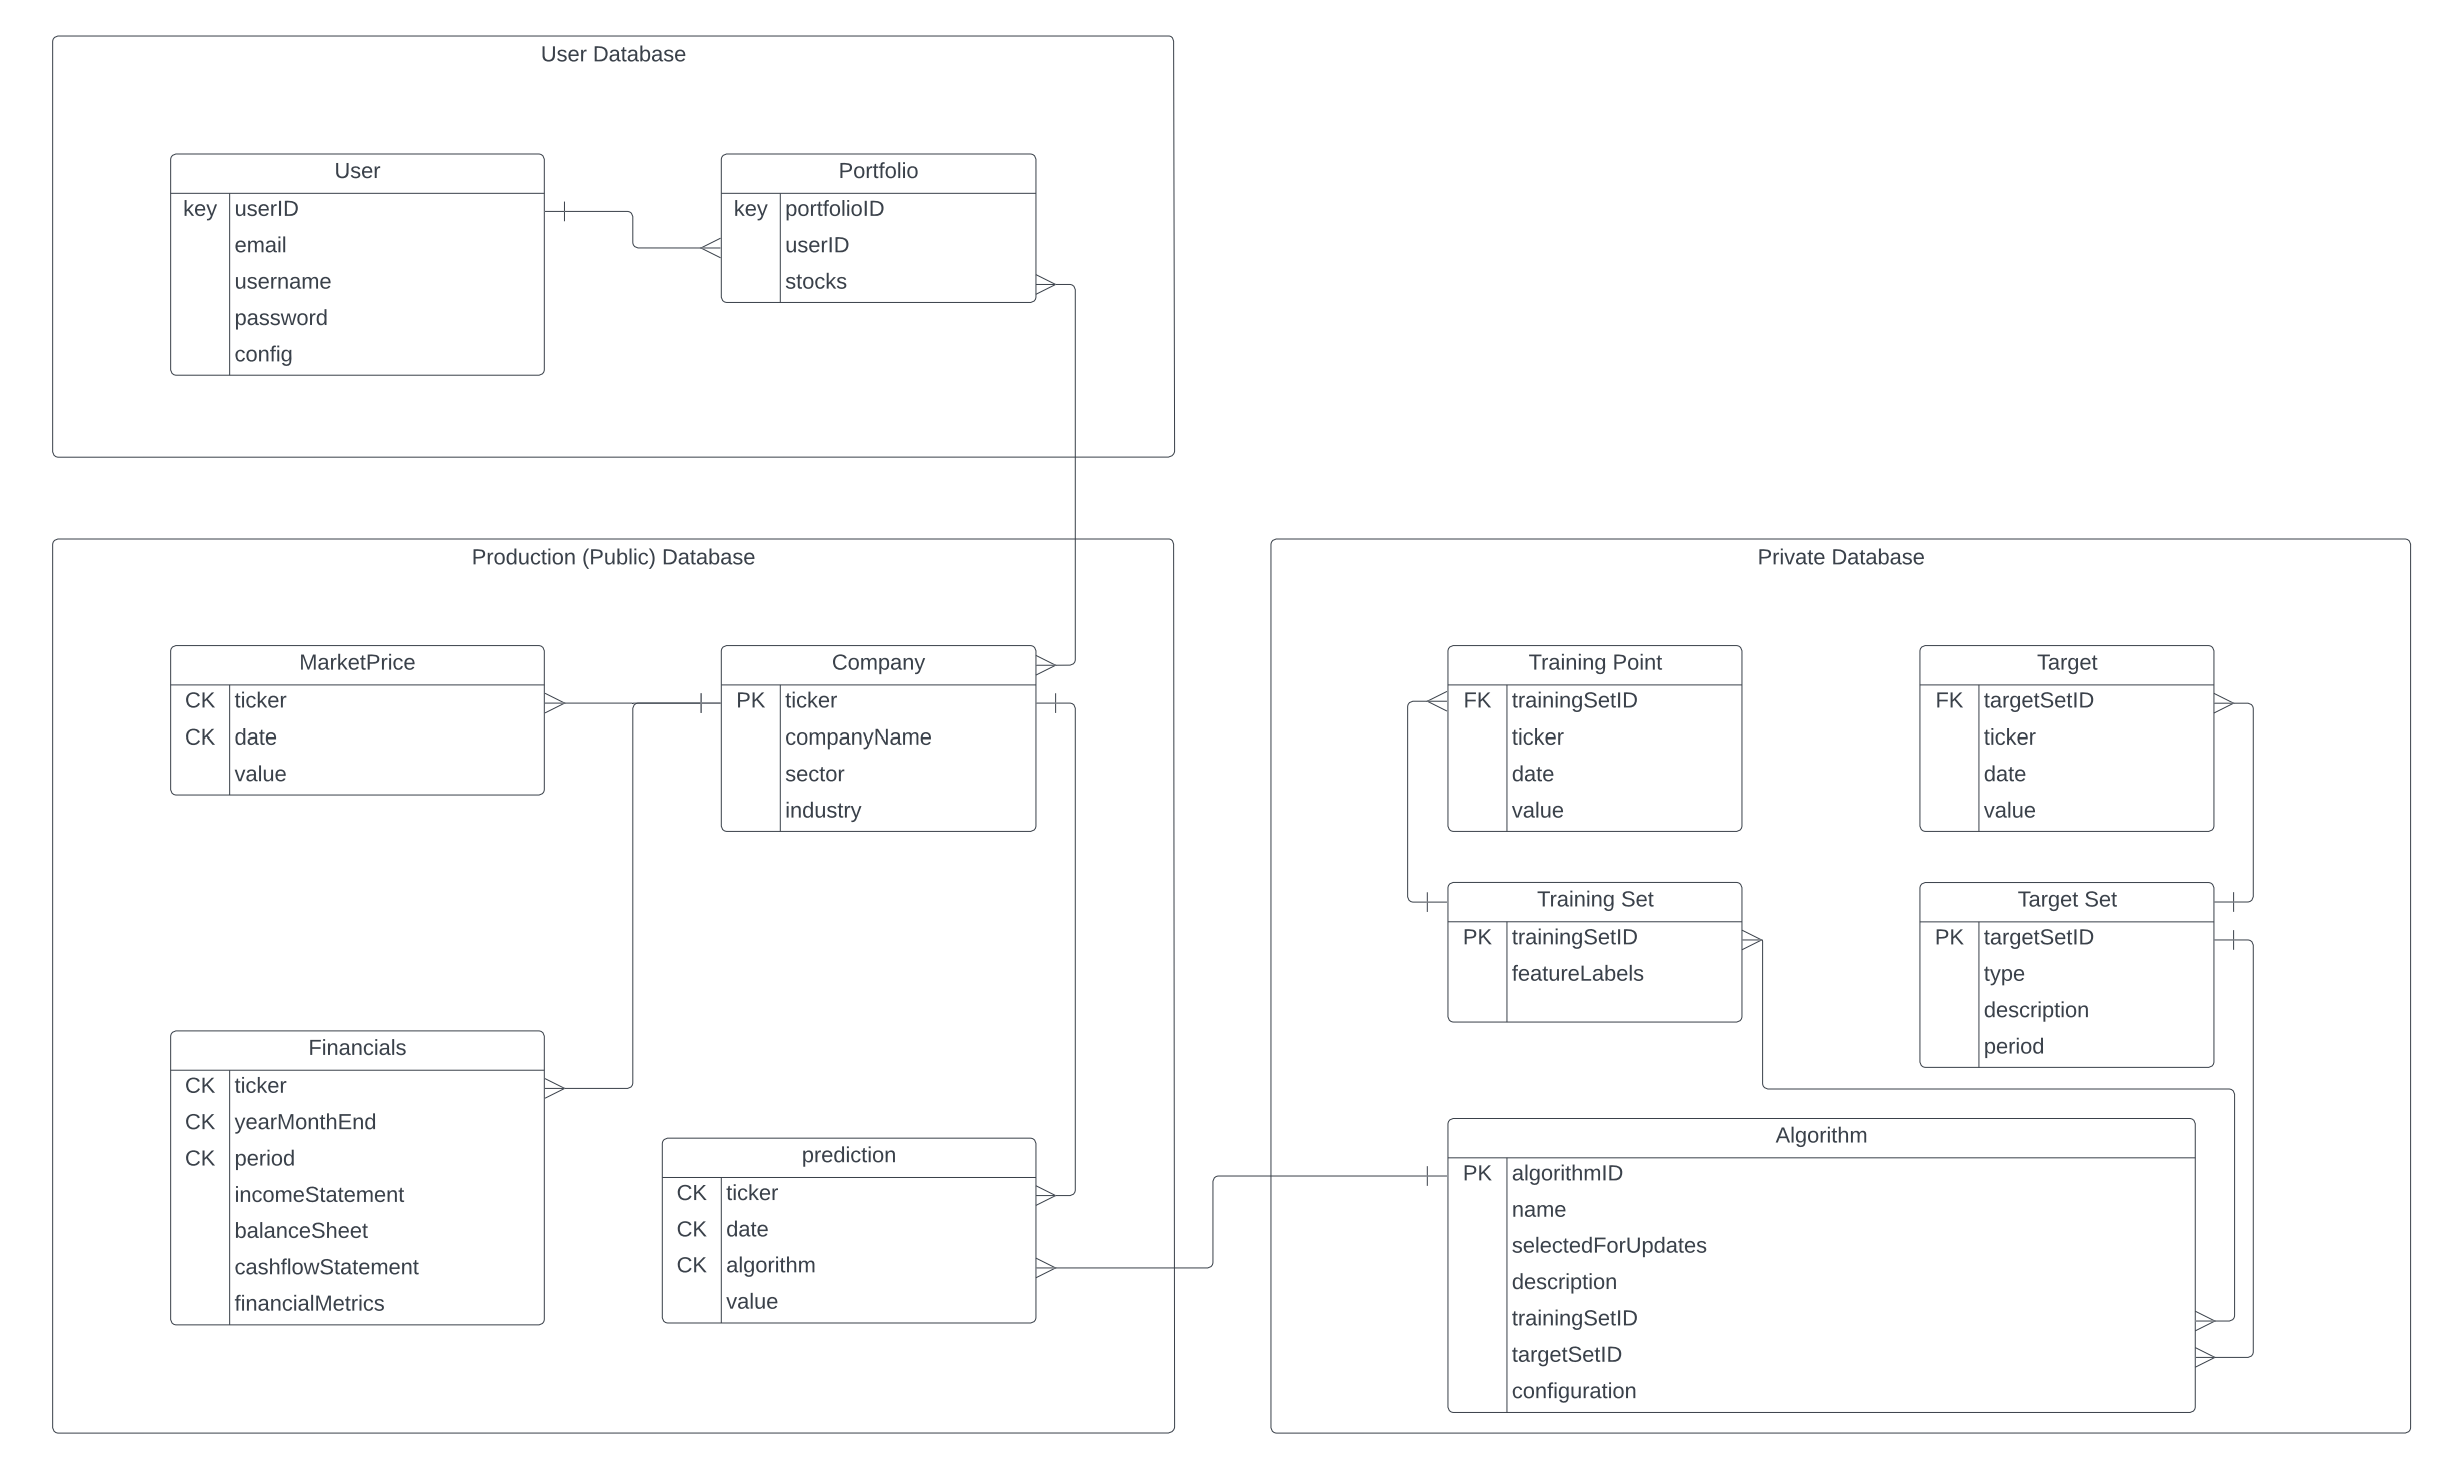 User Database
User
key userID
email
username
password
config
Portfolio
key portfolioID
userID
stocks
Production (Public) Database
MarketPrice
CK ticker
CK date
value
Company
PK ticker
companyName
sector
industry
Financials
CK ticker
CK yearMonthEnd
CK period
incomeStatement
balanceSheet
cashflowStatement
financialMetrics
prediction
CK ticker
CK date
CK algorithm
value
Private Database
Training Point
FK trainingSetID
ticker
date
value
Target
FK targetSetID
ticker
date
value
Training Set
PK trainingSetID
featureLabels
Target Set
PK targetSetID
type
description
period
Algorithm
PK algorithmID
name
selectedForUpdates
description
trainingSetID
targetSetID
configuration